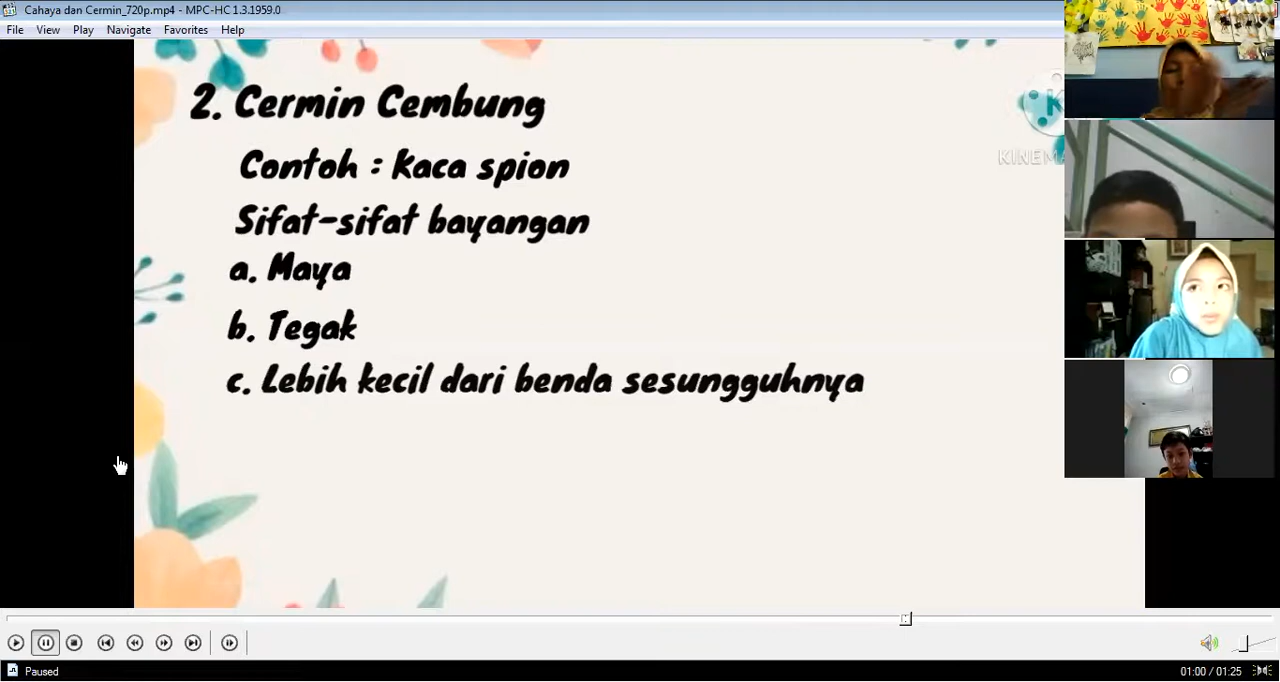 Cahaya dan Cermin_720p.mp4 - MPC-HC 1.3.1959.0
File View Play Navigate Favorites Help
2. Cermin Cembung
Contoh : Kaca spion
Sifat-sifat bayangan
a. Maya
b. Tegak
c. Lebih kecil dari benda sesungguhnya
K
KINEMA
Paused
01:00 / 01:25